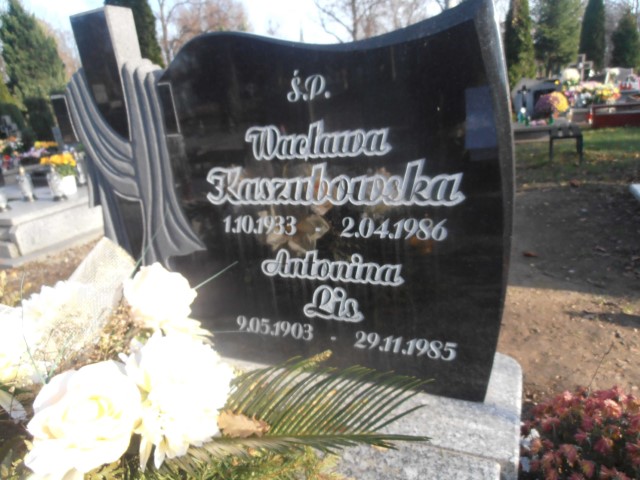 Ś.P.
Wacława
Kaszubowska
1.10.1933 - 2.04.1986
Antonina
Lis
9.05.1903 - 29.11.1985